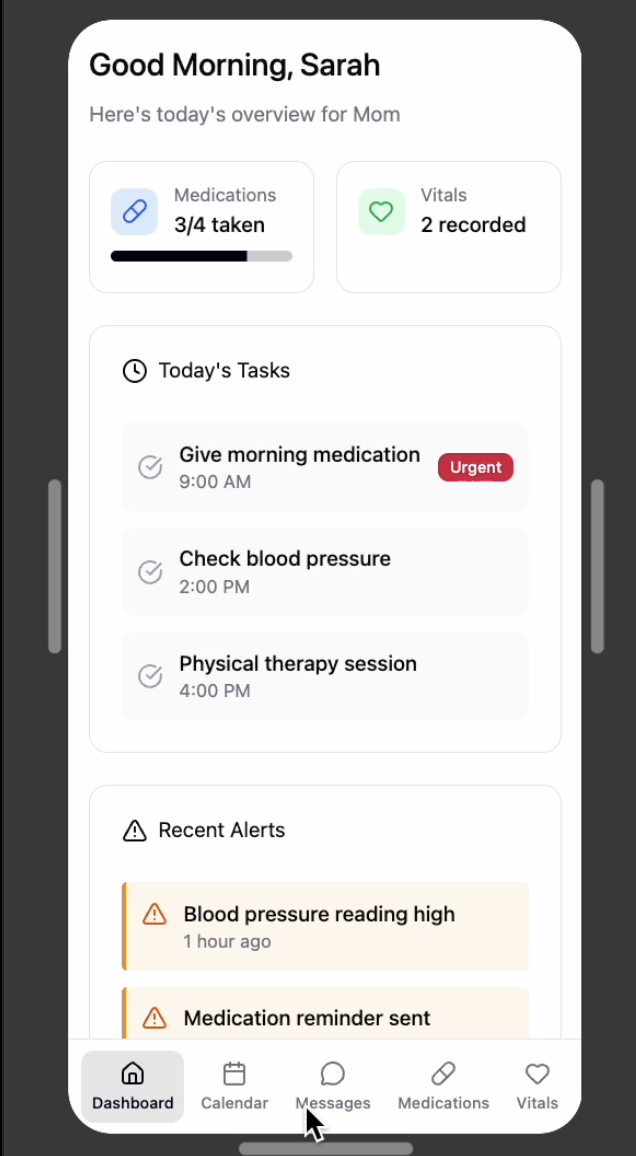 Good Morning, Sarah
Here's today's overview for Mom
Medications
3/4 taken
Vitals
2 recorded
Today's Tasks
Give morning medication
9:00 AM
Urgent
Check blood pressure
2:00 PM
Physical therapy session
4:00 PM
Recent Alerts
Blood pressure reading high
1 hour ago
Medication reminder sent
Dashboard
Calendar
Messages
Medications
Vitals